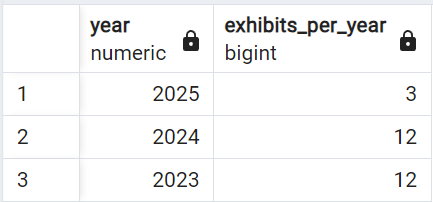 year exhibits_per_year
numeric bigint
1 2025 3
2 2024 12
3 2023 12